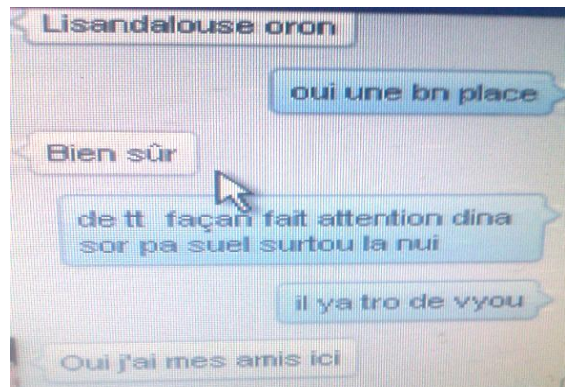 Lisandalouse oron
oui une bn place
Bien sûr
de tt façan fait attention dina
sor pa suel surtou la nui
il ya tro de vyou
Oui j'ai mes amis ici